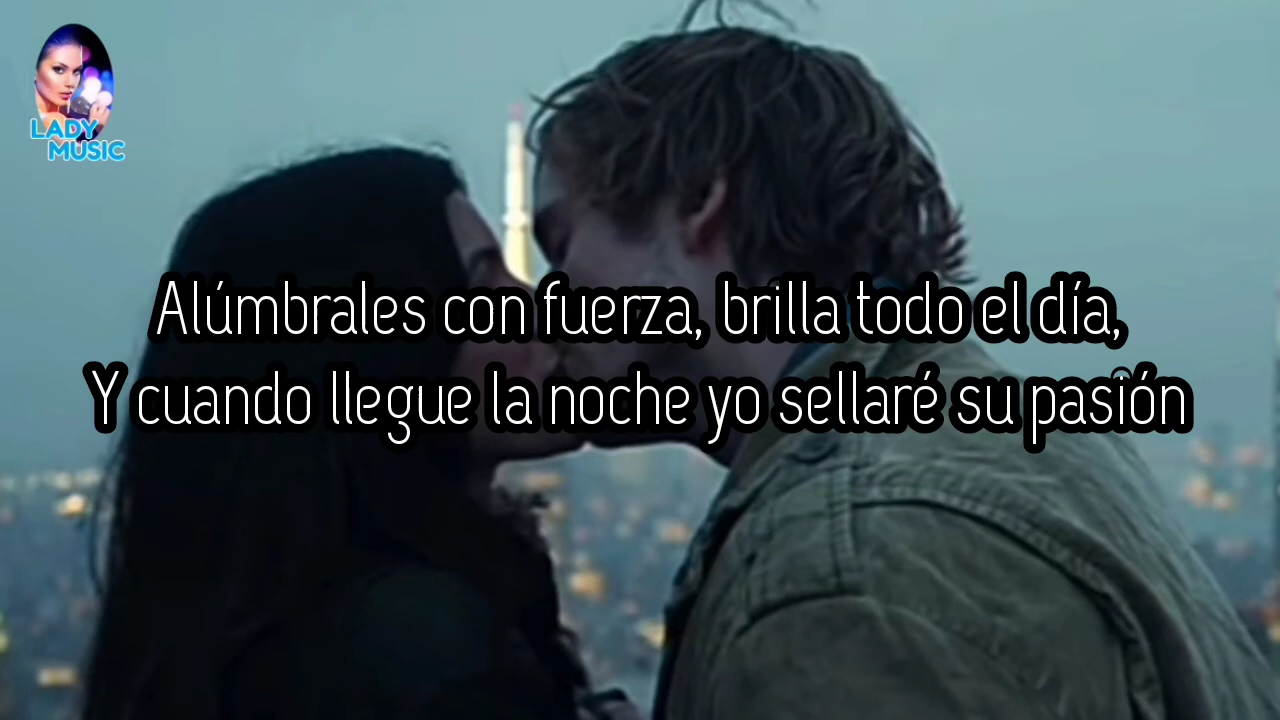 LADY
MUSIC
Alúmbrales con fuerza, brilla todo el día,
Y cuando llegue la noche yo sellaré su pasión